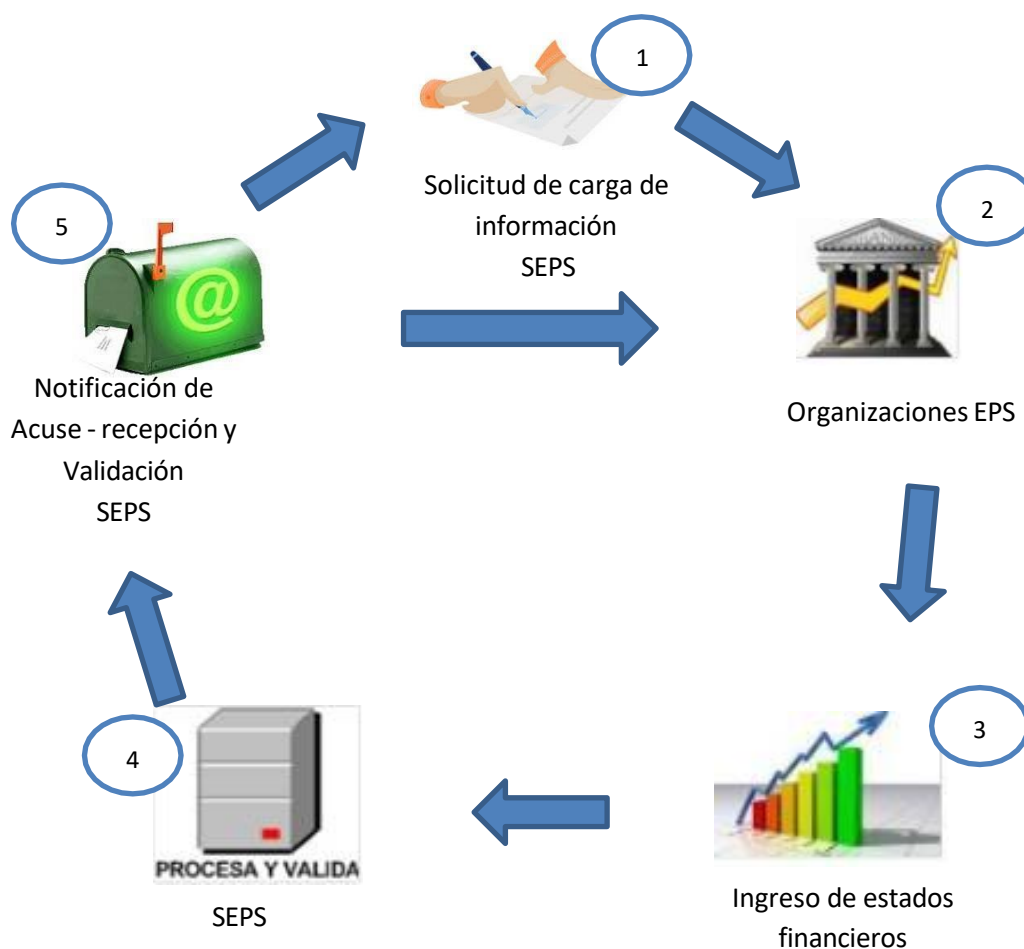 1
Solicitud de carga de
información
SEPS
2
Organizaciones EPS
3
Ingreso de estados
financieros
4
PROCESA Y VALIDA
SEPS
5
@
Notificación de
Acuse - recepción y
Validación
SEPS